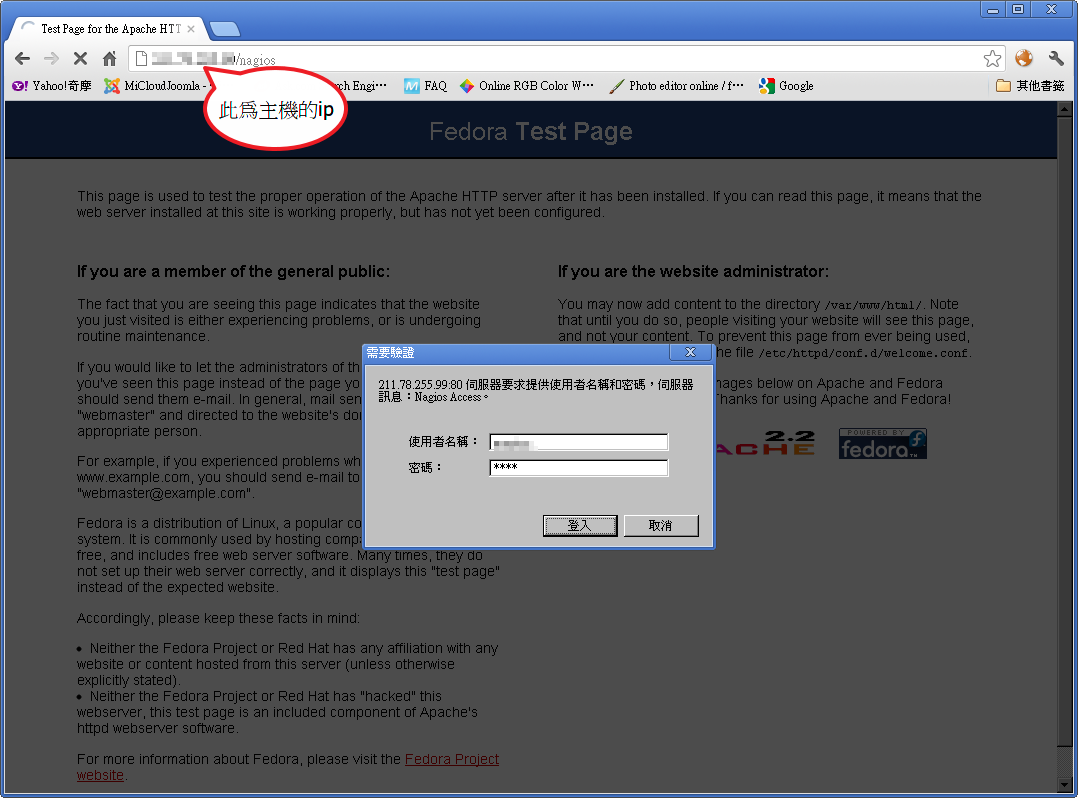 Test Page for the Apache HTT
/nagios
Yahoo!奇摩
MiCloudJoomla -
rch Engi…
FAQ
Online RGB Color W…
Photo editor online / f…
Google
其他書籤
此為主機的ip
Fedora Test Page
This page is used to test the proper operation of the Apache HTTP server after it has been installed. If you can read this page, it means that the
web server installed at this site is working properly, but has not yet been configured.
If you are a member of the general public:
The fact that you are seeing this page indicates that the website
you just visited is either experiencing problems, or is undergoing
routine maintenance.
If you would like to let the administrators of th
you've seen this page instead of the page yo
should send them e-mail. In general, mail sen
"webmaster" and directed to the website's do
appropriate person.
For example, if you experienced problems wh
www.example.com, you should send e-mail to
"webmaster@example.com".
Fedora is a distribution of Linux, a popular co
system. It is commonly used by hosting comp
free, and includes free web server software. Many times, they do
not set up their web server correctly, and it displays this "test page"
instead of the expected website.
Accordingly, please keep these facts in mind:
• Neither the Fedora Project or Red Hat has any affiliation with any
website or content hosted from this server (unless otherwise
explicitly stated).
• Neither the Fedora Project or Red Hat has "hacked" this
webserver, this test page is an included component of Apache's
httpd webserver software.
For more information about Fedora, please visit the Fedora Project
website.
If you are the website administrator:
You may now add content to the directory /var/www/html/. Note
that until you do so, people visiting your website will see this page,
and not your content. To prevent this page from ever being used,
he file /etc/httpd/conf.d/welcome.conf.
mages below on Apache and Fedora
Thanks for using Apache and Fedora!
ACHE 2.2
POWERED BY
fedora™
需要驗證
211.78.255.99:80 伺服器要求提供使用者名稱和密碼，伺服器
訊息：Nagios Access。
使用者名稱：
密碼：
****
登入
取消